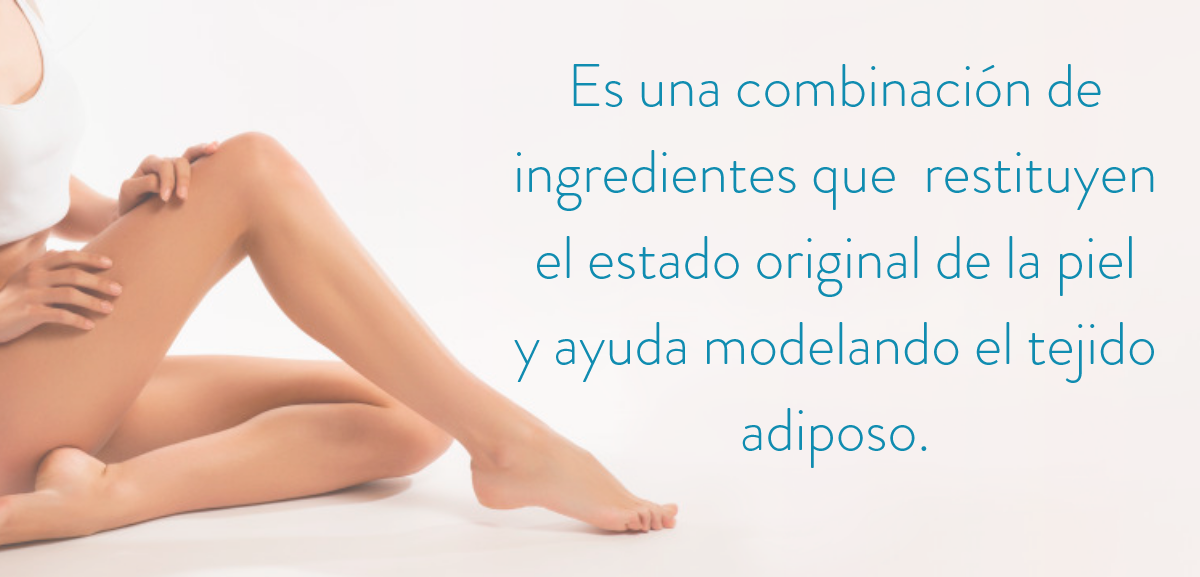 Es una combinación de
ingredientes que  restituyen
el estado original de la piel
y ayuda modelando el tejido
adiposo.